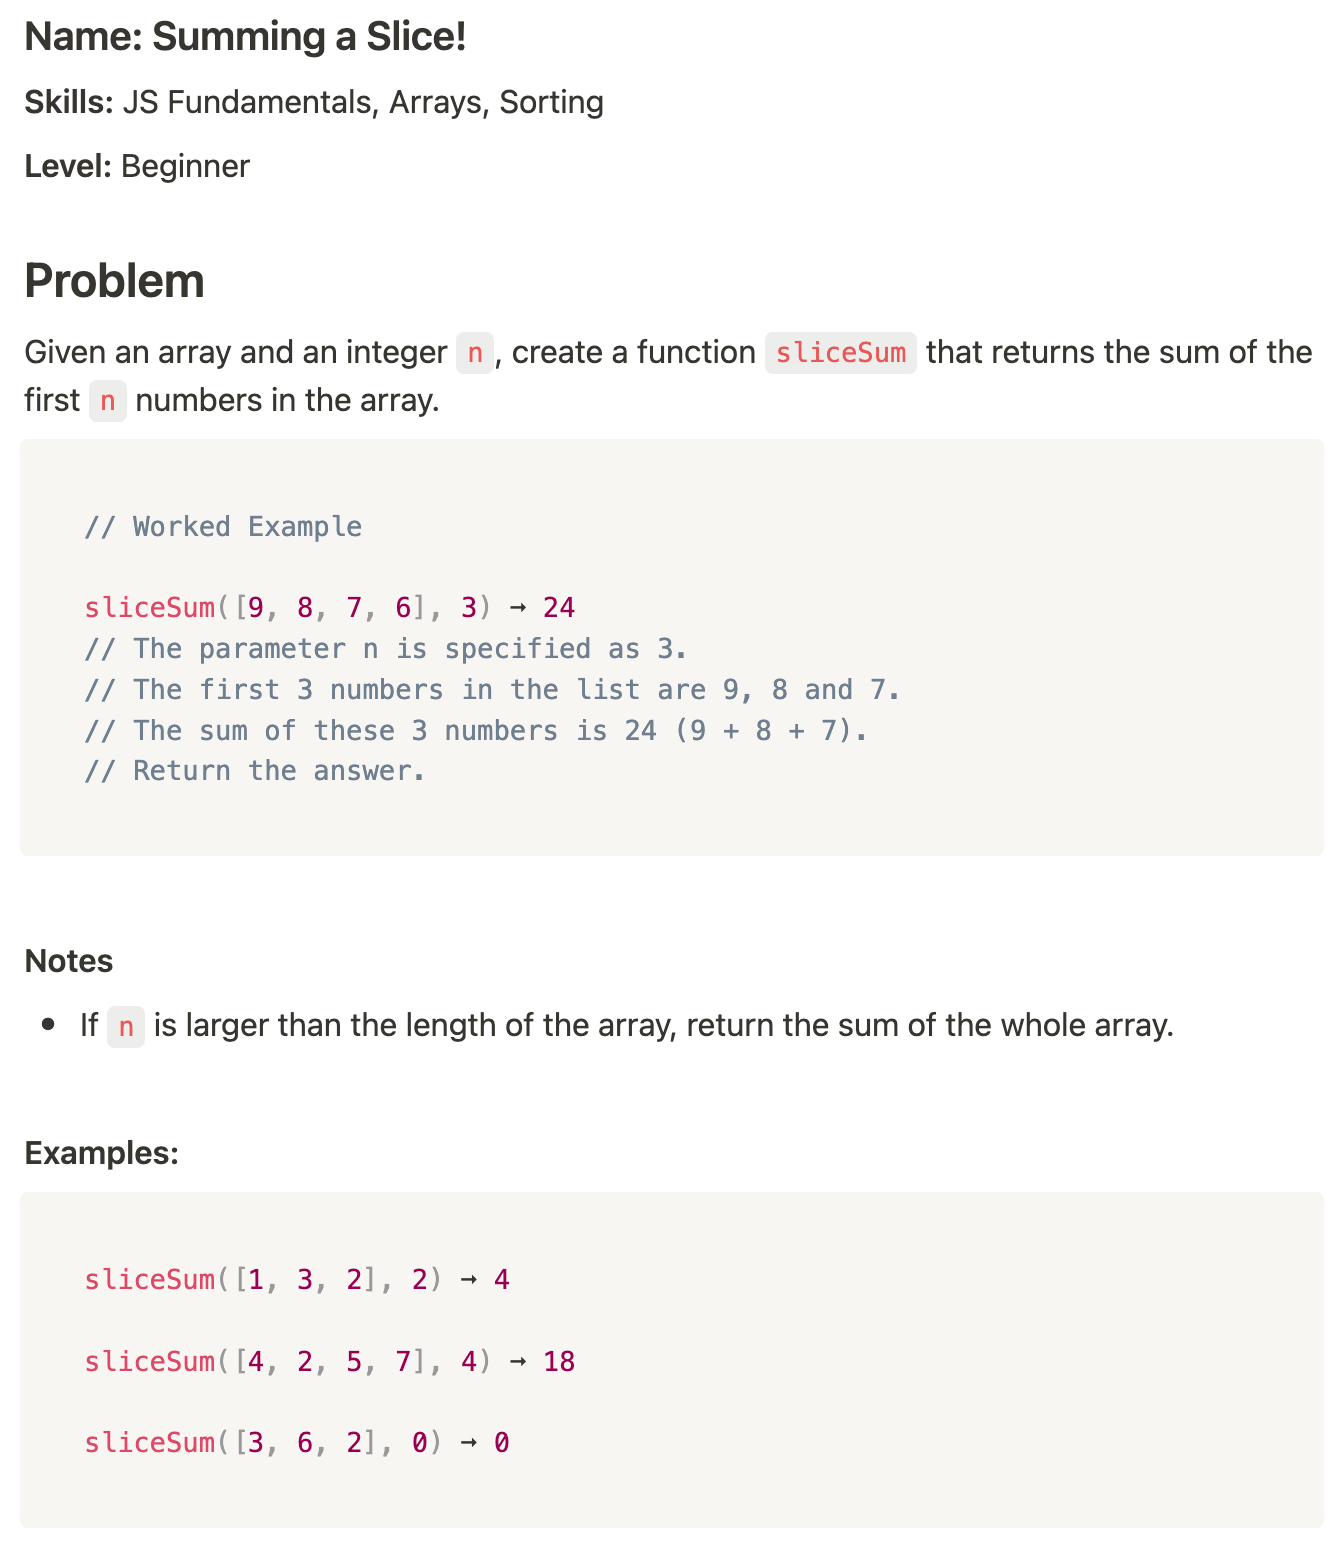 Name: Summing a Slice!
Skills: JS Fundamentals, Arrays, Sorting
Level: Beginner
Problem
Given an array and an integer n, create a function sliceSum that returns the sum of the
first n numbers in the array.
// Worked Example
sliceSum([9, 8, 7, 6], 3) → 24
// The parameter n is specified as 3.
// The first 3 numbers in the list are 9, 8 and 7.
// The sum of these 3 numbers is 24 (9 + 8 + 7).
// Return the answer.
Notes
• If n is larger than the length of the array, return the sum of the whole array.
Examples:
sliceSum([1, 3, 2], 2) → 4
sliceSum([4, 2, 5, 7], 4) → 18
sliceSum([3, 6, 2], 0) → 0